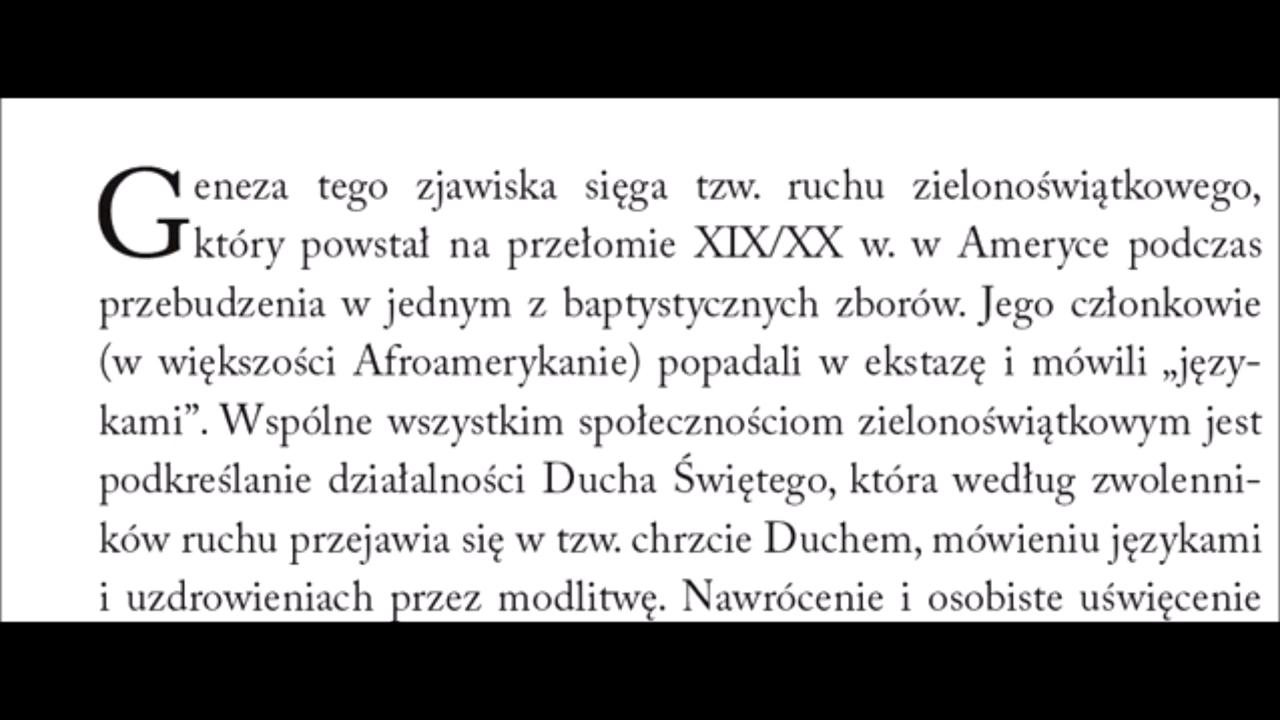 Geneza tego zjawiska sięga tzw. ruchu zielonoświątkowego,
który powstał na przełomie XIX/XX w. w Ameryce podczas
przebudzenia w jednym z baptystycznych zborów. Jego członkowie
(w większości Afroamerykanie) popadali w ekstazę i mówili „języ-
kami”. Wspólne wszystkim społecznościom zielonoświątkowym jest
podkreślanie działalności Ducha Świętego, która według zwolenni-
ków ruchu przejawia się w tzw. chrzcie Duchem, mówieniu językami
i uzdrowieniach przez modlitwę. Nawrócenie i osobiste uświęcenie